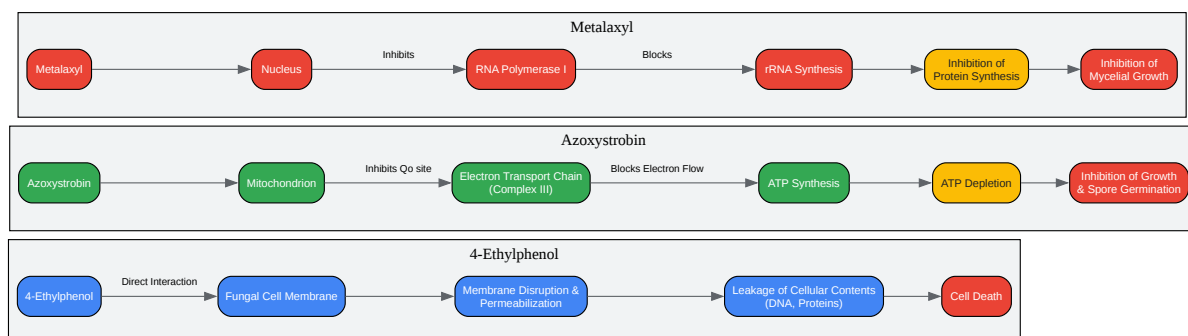 Metalaxyl
Metalaxyl
Nucleus
Inhibits
RNA Polymerase I
Blocks
rRNA Synthesis
Inhibition of
Protein Synthesis
Inhibition of
Mycelial Growth
Azoxystrobin
Azoxystrobin
Mitochondrion
Inhibits Qo site
Electron Transport Chain
(Complex III)
Blocks Electron Flow
ATP Synthesis
ATP Depletion
Inhibition of Growth
& Spore Germination
4-Ethylphenol
4-Ethylphenol
Direct Interaction
Fungal Cell Membrane
Membrane Disruption &
Permeabilization
Leakage of Cellular Contents
(DNA, Proteins)
Cell Death